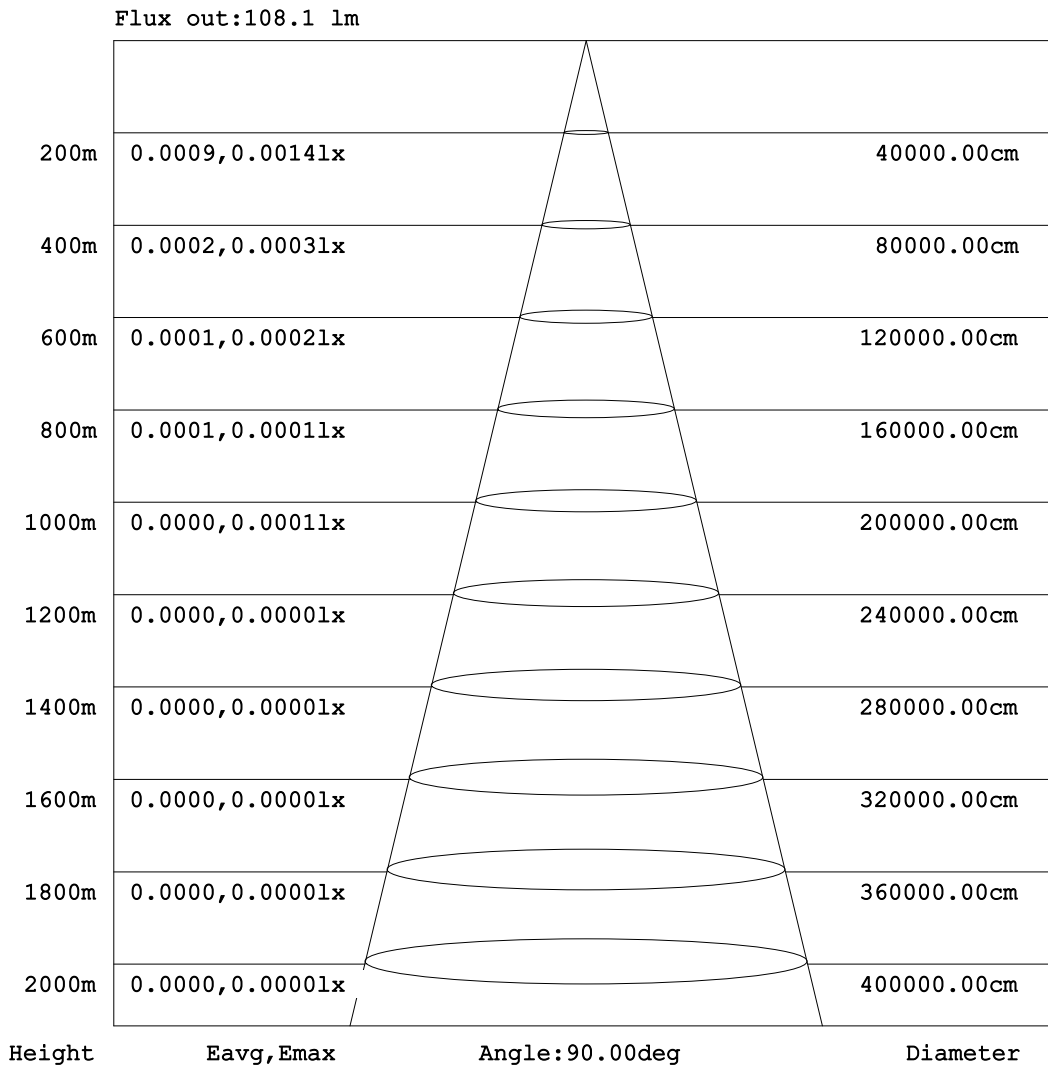 Flux out:108.1 lm
200m 0.0009,0.0014lx 40000.00cm
400m 0.0002,0.0003lx 80000.00cm
600m 0.0001,0.0002lx 120000.00cm
800m 0.0001,0.0001lx 160000.00cm
1000m 0.0000,0.0001lx 200000.00cm
1200m 0.0000,0.0000lx 240000.00cm
1400m 0.0000,0.0000lx 280000.00cm
1600m 0.0000,0.0000lx 320000.00cm
1800m 0.0000,0.0000lx 360000.00cm
2000m 0.0000,0.0000lx 400000.00cm
Height Eavg,Emax Angle:90.00deg Diameter